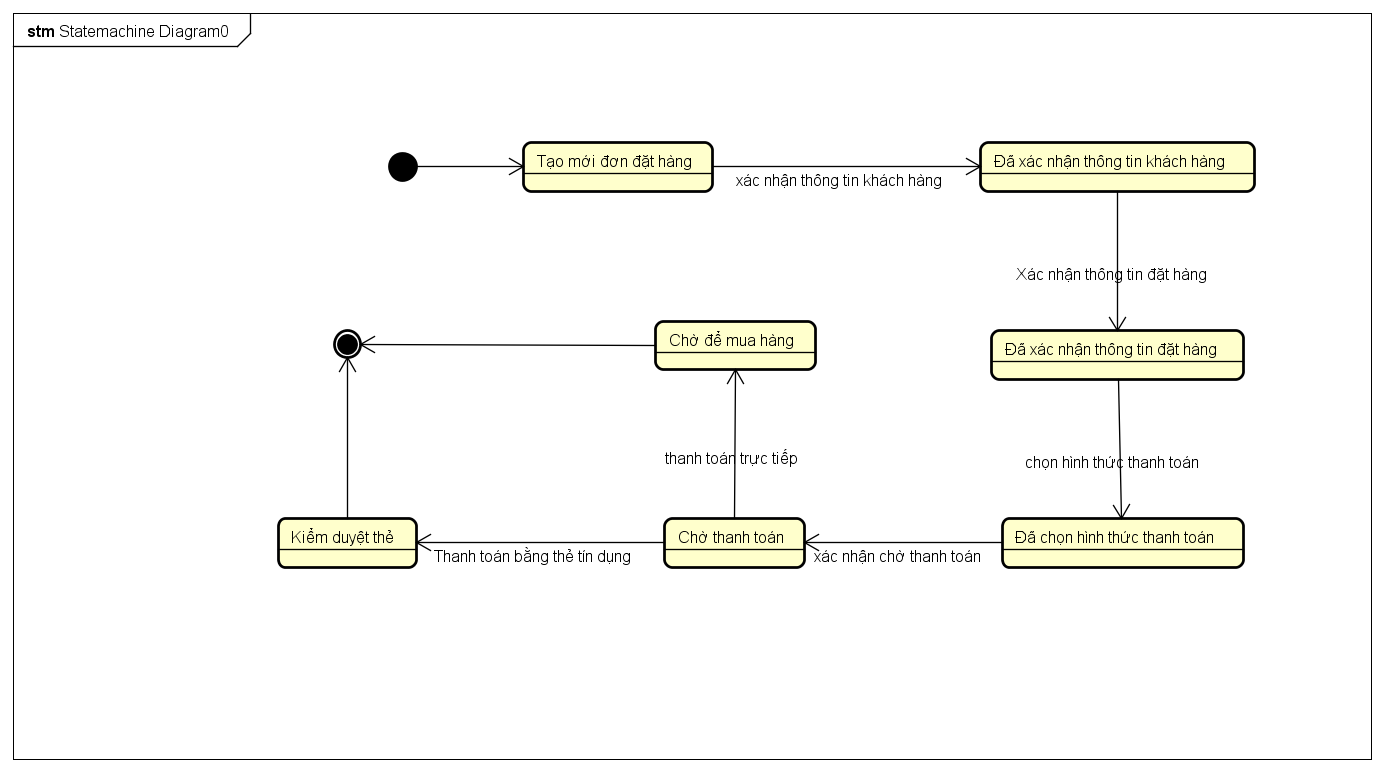 stm Statemachine Diagram0
Tạo mới đơn đặt hàng
xác nhận thông tin khách hàng
Đã xác nhận thông tin khách hàng
Xác nhận thông tin đặt hàng
Chờ để mua hàng
Đã xác nhận thông tin đặt hàng
thanh toán trực tiếp
chọn hình thức thanh toán
Kiểm duyệt thẻ
Thanh toán bằng thẻ tín dụng
Chờ thanh toán
xác nhận chờ thanh toán
Đã chọn hình thức thanh toán